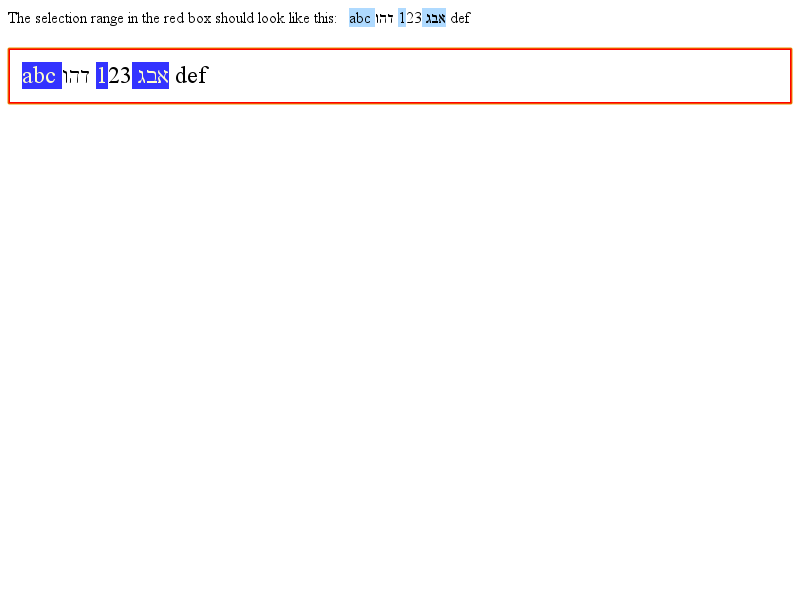 The selection range in the red box should look like this: abc אבג 123 דהו def
abc אבג 123 דהו def